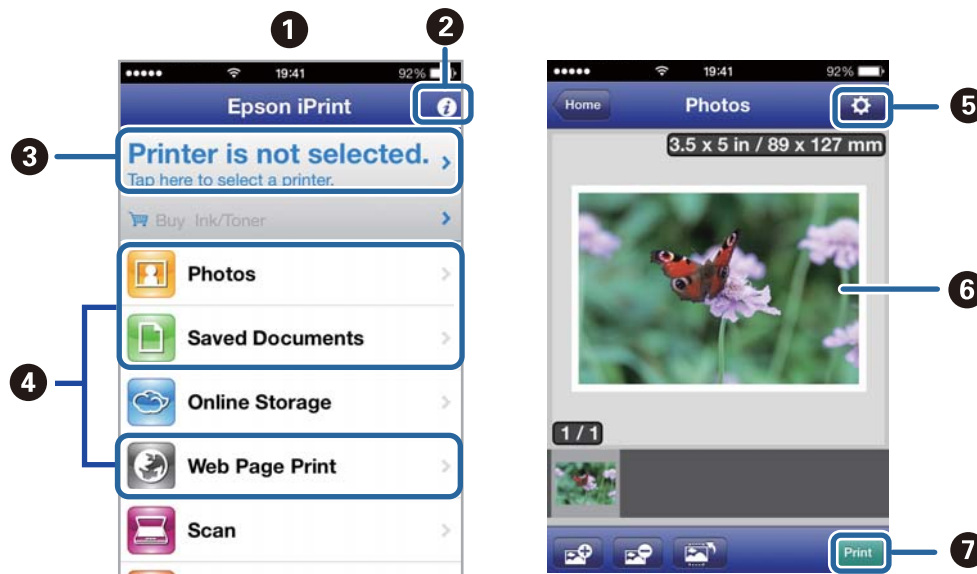 1
2
19:41
92%
Epson iPrint
3
Printer is not selected.
Tap here to select a printer.
Buy Ink/Toner
Photos
Saved Documents
4
Online Storage
Web Page Print
Scan
19:41
92%
Home
Photos
5
3.5 x 5 in / 89 x 127 mm
6
1 / 1
Print
7